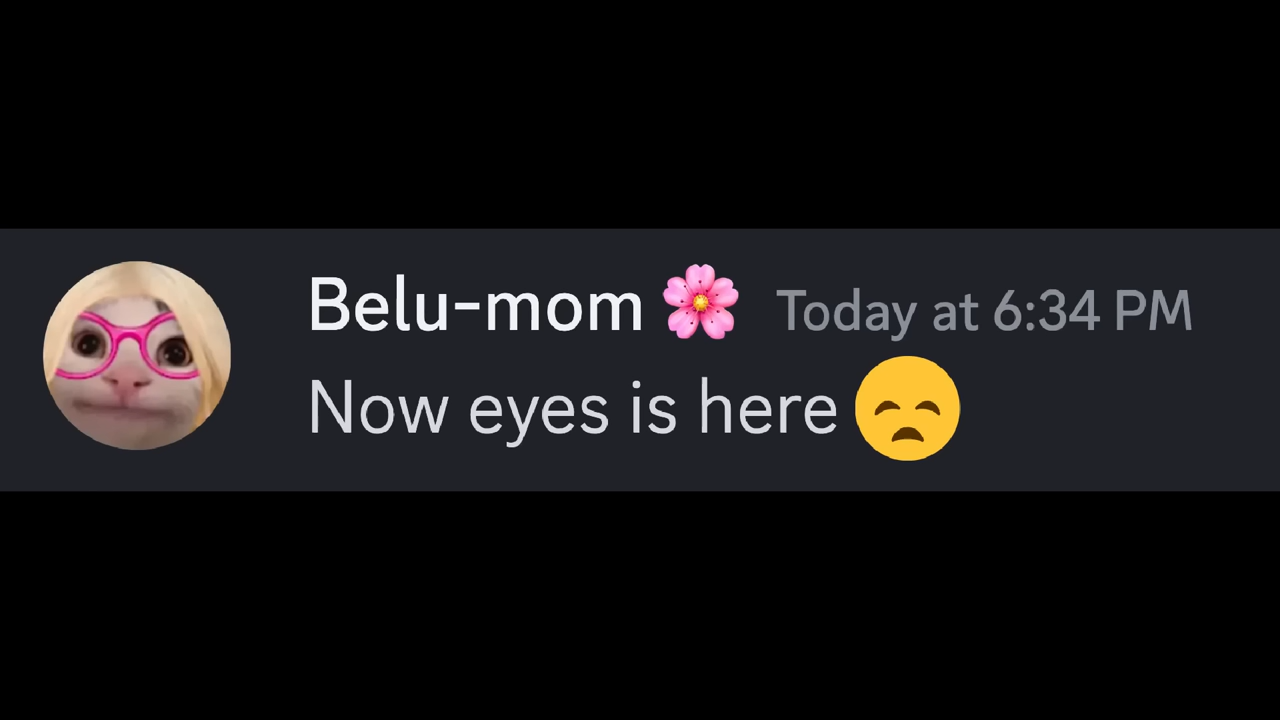 Belu-mom 🌸 Today at 6:34 PM
Now eyes is here 😞